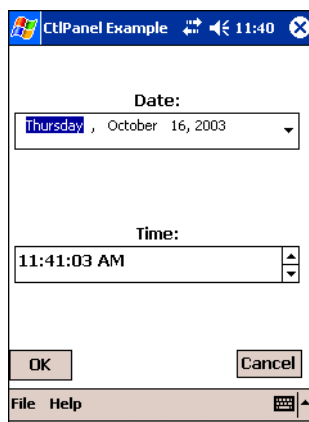 CtlPanel Example 11:40
Date:
Thursday , October 16, 2003
Time:
11:41:03 AM
OK Cancel
File Help